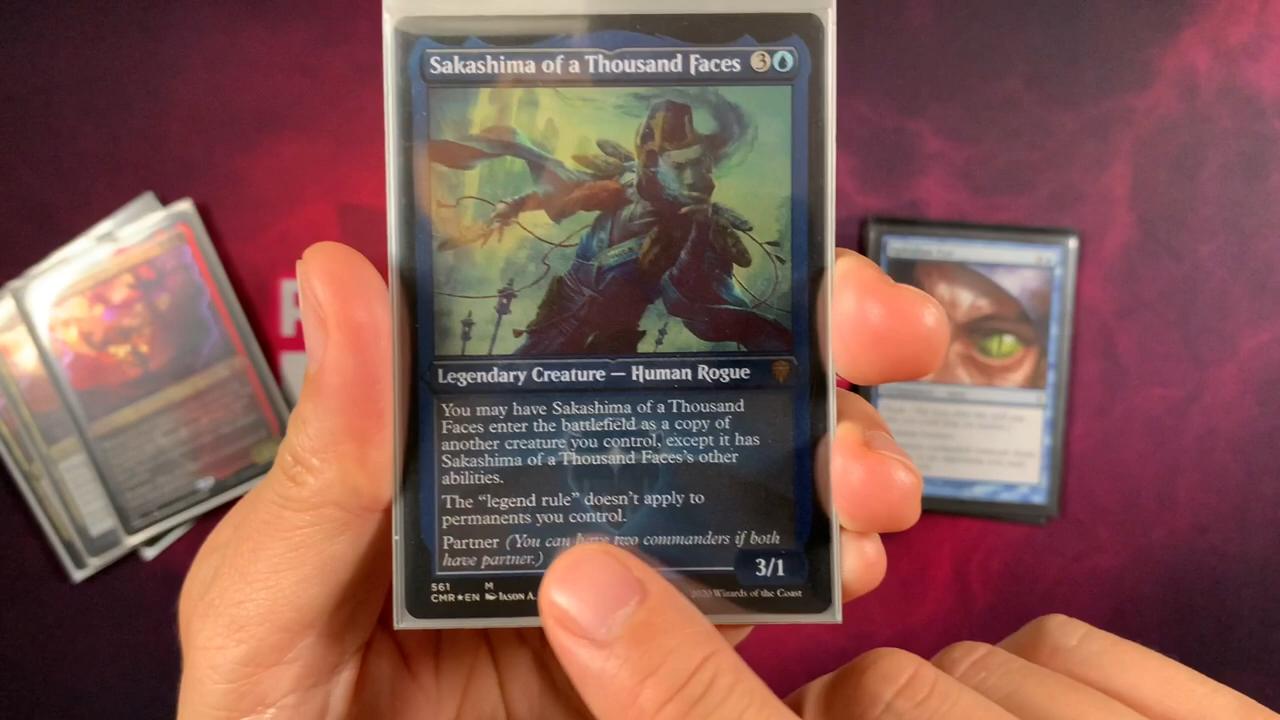 Sakashima of a Thousand Faces 3
Legendary Creature — Human Rogue
You may have Sakashima of a Thousand
Faces enter the battlefield as a copy of
another creature you control, except it has
Sakashima of a Thousand Faces's other
abilities.
The "legend rule" doesn't apply to
permanents you control.
Partner (You can have two commanders if both
have partner.)
3/1
561 M
CMR★EN JASON A.
2020 Wizards of the Coast